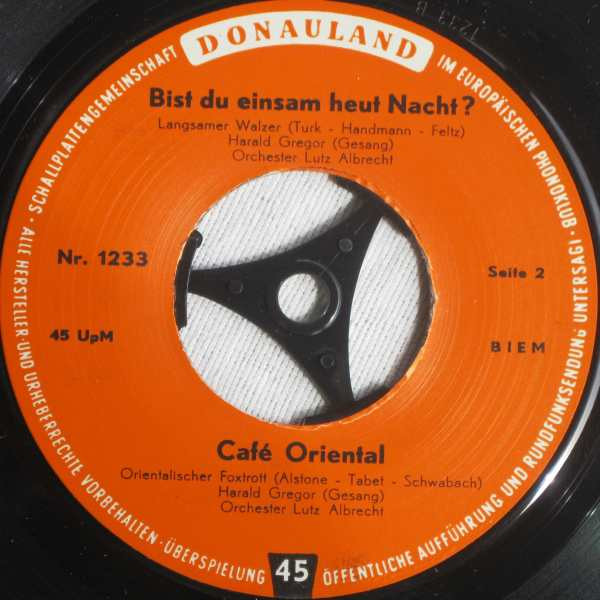 DONAULAND
SCHALLPLATTENGEMEINSCHAFT
IM EUROPÄISCHEN PHONOKLUB ·
Bist du einsam heut Nacht?
Langsamer Walzer (Turk - Handmann - Feltz)
Harald Gregor (Gesang)
Orchester Lutz Albrecht
Nr. 1233
Seite 2
45 UpM
BIEM
Café Oriental
Orientalischer Foxtrott (Alstone - Tabet - Schwabach)
Harald Gregor (Gesang)
Orchester Lutz Albrecht
· ALLE HERSTELLER- UND URHEBERRECHTE VORBEHALTEN · ÜBERSPIELUNG
45
ÖFFENTLICHE AUFFÜHRUNG UND RUNDFUNKSENDUNG UNTERSAGT ·
1233 B